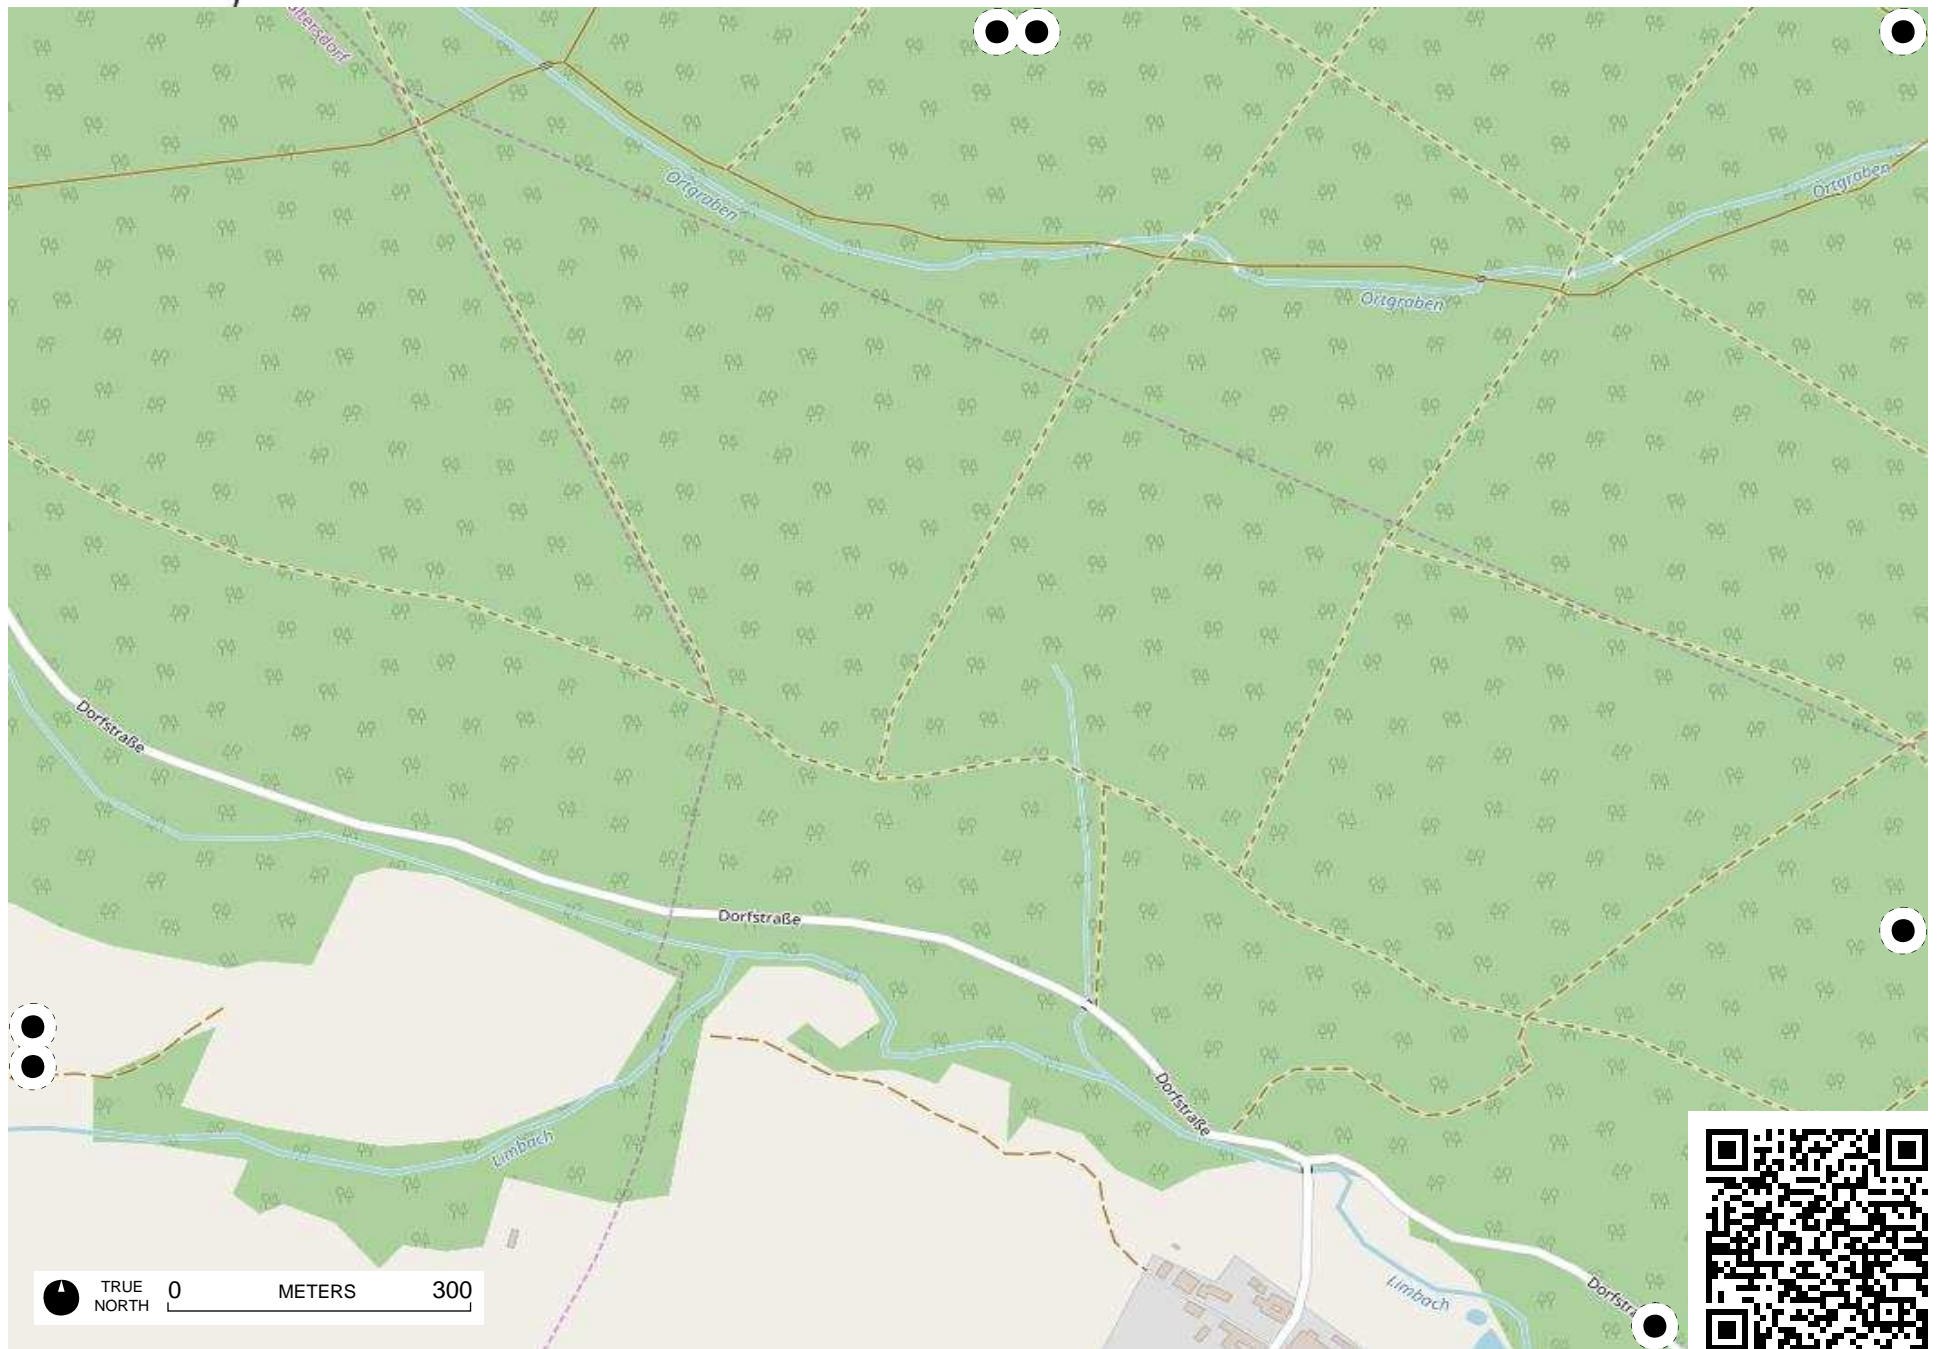 Ortgraben
Ortgraben
Ortgraben
Dorfstraße
Dorfstraße
Dorfstraße
Limbach
Limbach
TRUE
NORTH
0 METERS 300